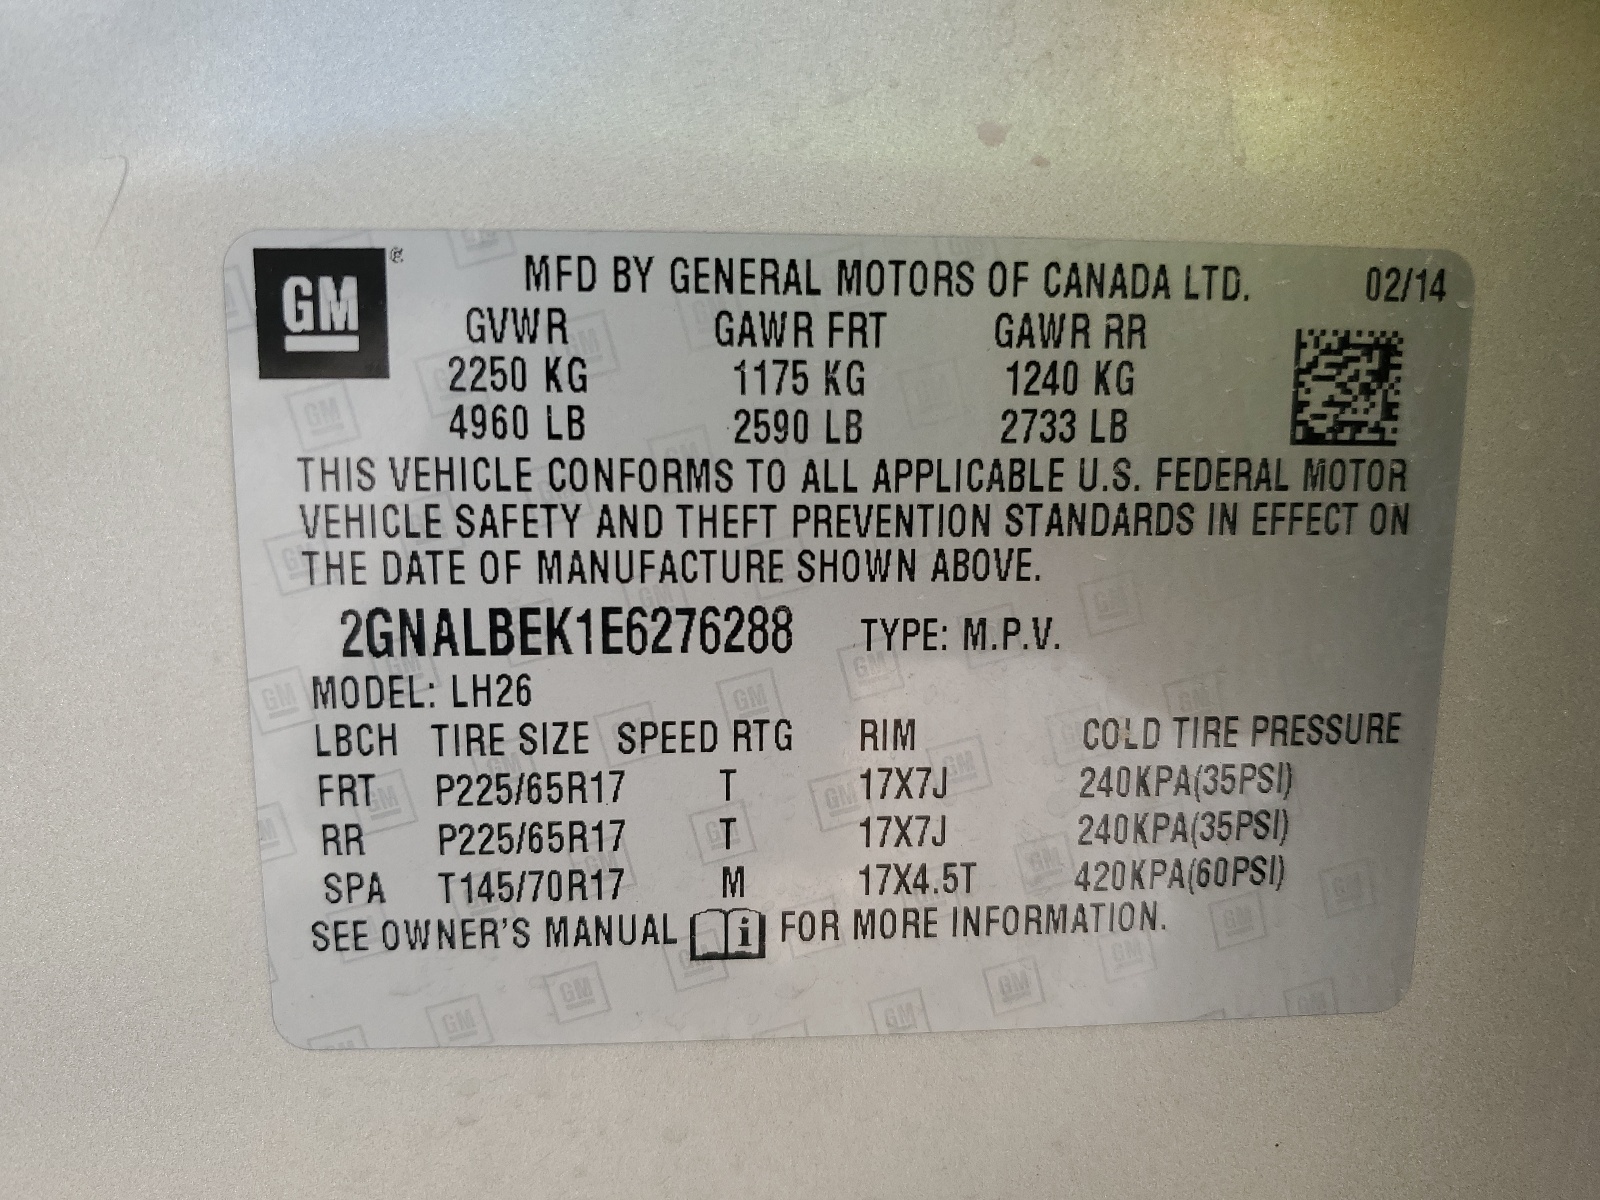 GM ® MFD BY GENERAL MOTORS OF CANADA LTD. 02/14
GVWR GAWR FRT GAWR RR
2250 KG 1175 KG 1240 KG
4960 LB 2590 LB 2733 LB
THIS VEHICLE CONFORMS TO ALL APPLICABLE U.S. FEDERAL MOTOR
VEHICLE SAFETY AND THEFT PREVENTION STANDARDS IN EFFECT ON
THE DATE OF MANUFACTURE SHOWN ABOVE.
2GNALBEK1E6276288 TYPE: M.P.V.
MODEL: LH26
LBCH TIRE SIZE SPEED RTG RIM COLD TIRE PRESSURE
FRT P225/65R17 T 17X7J 240KPA(35PSI)
RR P225/65R17 T 17X7J 240KPA(35PSI)
SPA T145/70R17 M 17X4.5T 420KPA(60PSI)
SEE OWNER'S MANUAL i FOR MORE INFORMATION.